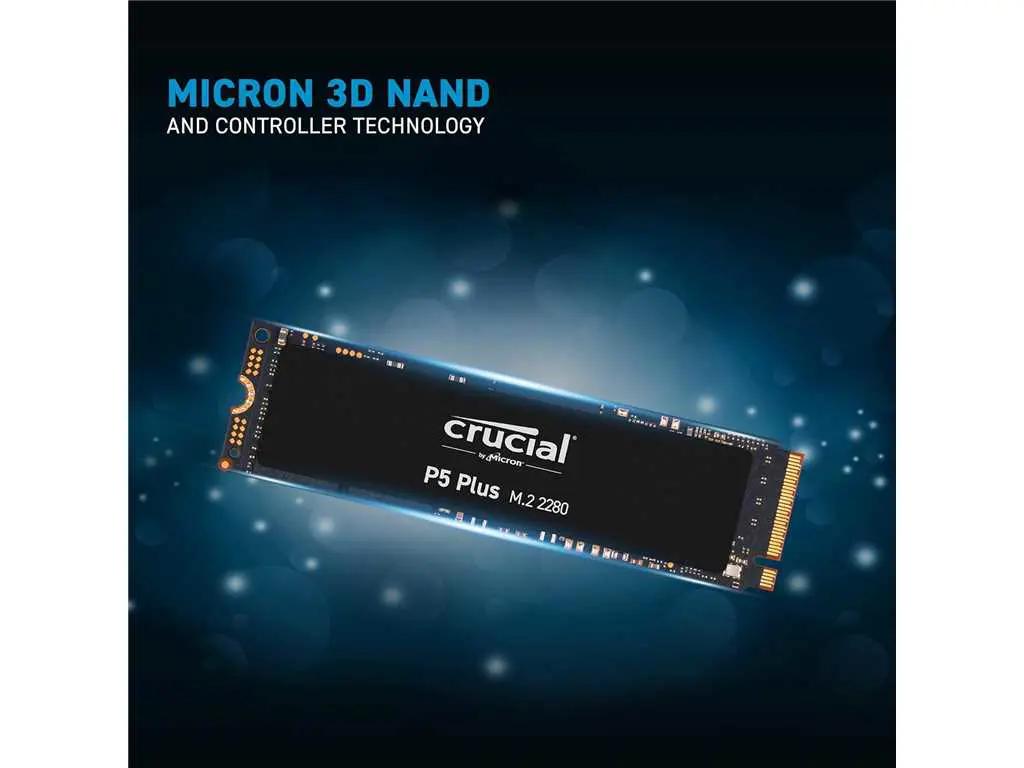 MICRON 3D NAND
AND CONTROLLER TECHNOLOGY
crucial®
by Micron®
P5 Plus M.2 2280